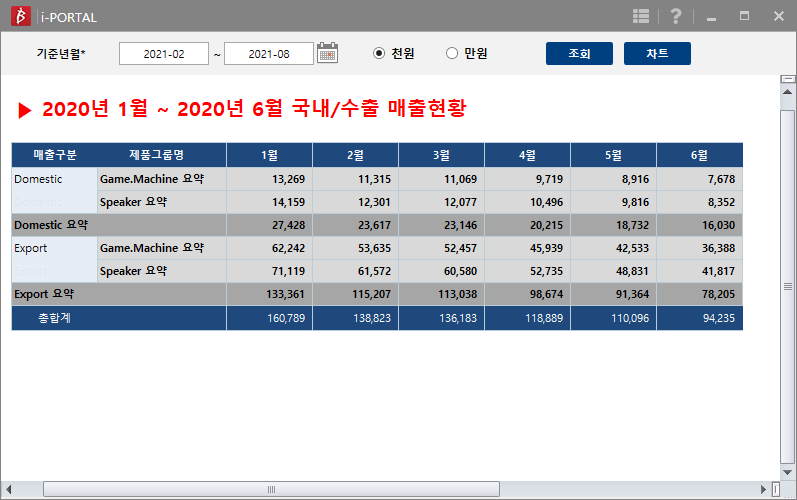 i-PORTAL
기준년월* 2021-02 ~ 2021-08 천원 만원 조회 차트
▶ 2020년 1월 ~ 2020년 6월 국내/수출 매출현황
매출구분 제품그룹명 1월 2월 3월 4월 5월 6월
Domestic Game.Machine 요약 13,269 11,315 11,069 9,719 8,916 7,678
Domestic Speaker 요약 14,159 12,301 12,077 10,496 9,816 8,352
Domestic 요약 27,428 23,617 23,146 20,215 18,732 16,030
Export Game.Machine 요약 62,242 53,635 52,457 45,939 42,533 36,388
Export Speaker 요약 71,119 61,572 60,580 52,735 48,831 41,817
Export 요약 133,361 115,207 113,038 98,674 91,364 78,205
총합계 160,789 138,823 136,183 118,889 110,096 94,235